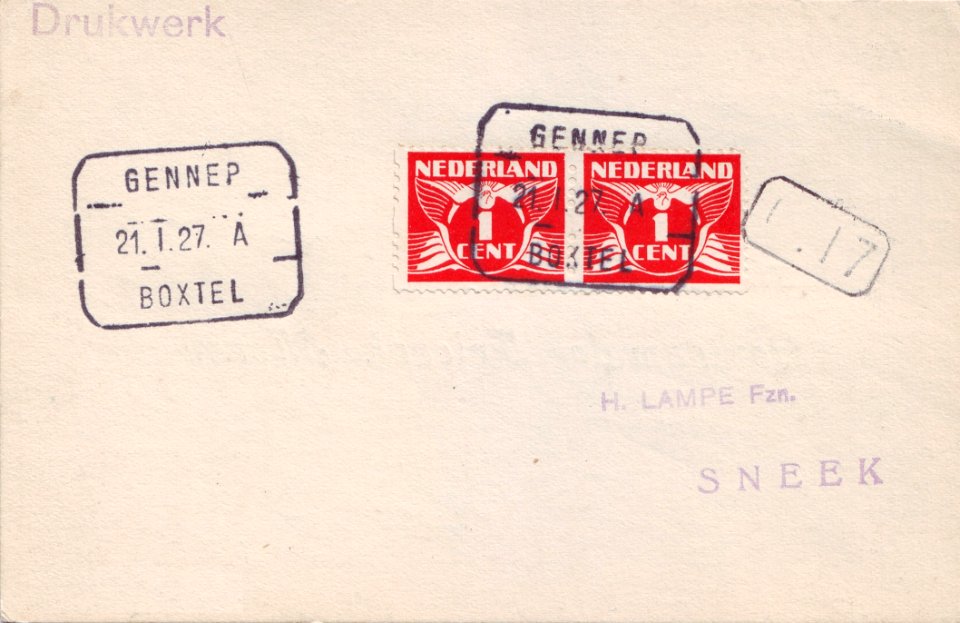 Drukwerk
GENNEP
21. I. 27. A
BOXTEL
GENNEP
21. I. 27 A
BOXTEL
NEDERLAND
1
CENT
NEDERLAND
1
CENT
.17
H. LAMPE Fzn.
SNEEK